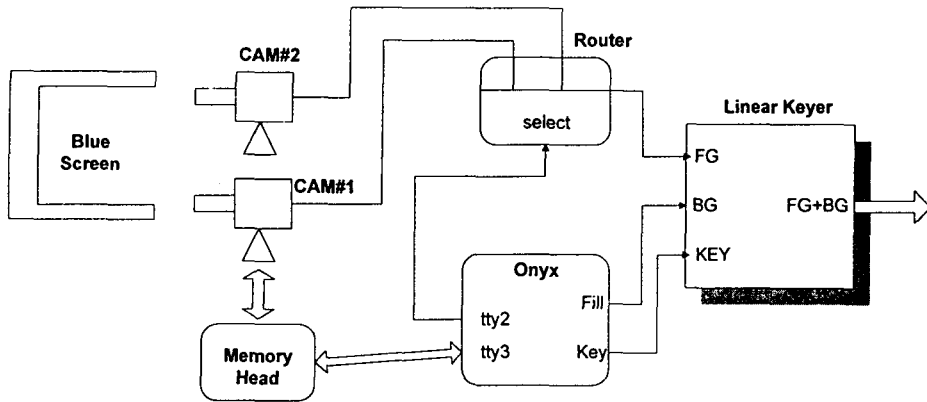 CAM#2
Router
Linear Keyer
select
Blue
Screen
FG
CAM#1
BG
FG+BG
KEY
Onyx
Fill
tty2
tty3
Key
Memory
Head